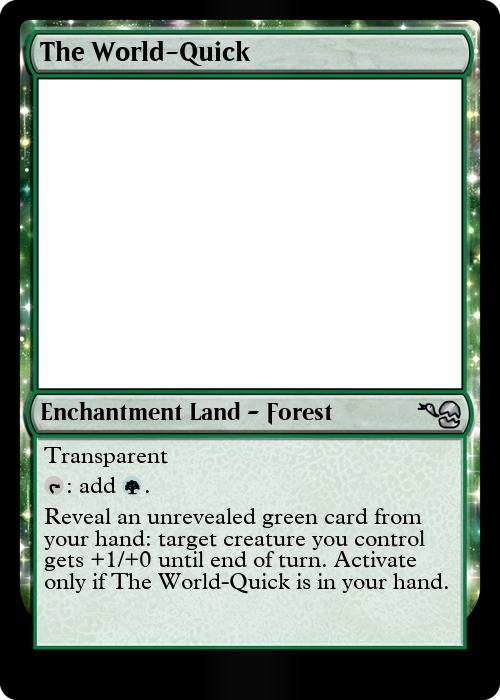 The World-Quick
Enchantment Land - Forest
Transparent
: add .
Reveal an unrevealed green card from
your hand: target creature you control
gets +1/+0 until end of turn. Activate
only if The World-Quick is in your hand.